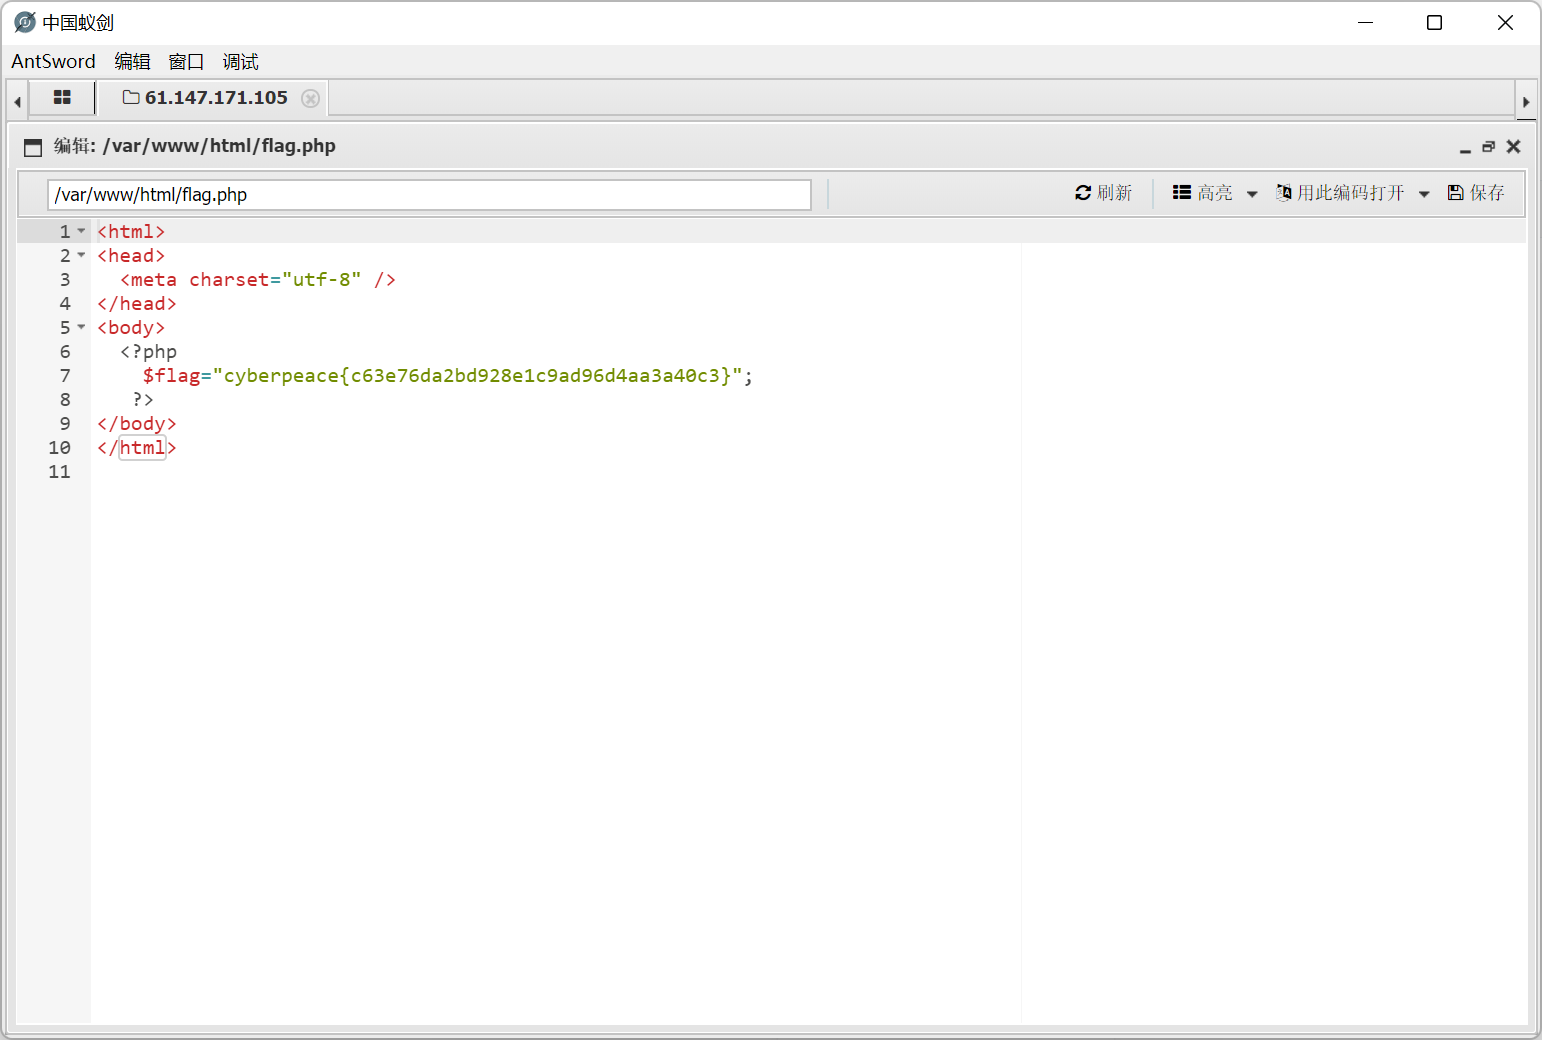 中国蚁剑
AntSword 编辑 窗口 调试
61.147.171.105
编辑: /var/www/html/flag.php
/var/www/html/flag.php 刷新 高亮 用此编码打开 保存
1 <html>
2 <head>
3 <meta charset="utf-8" />
4 </head>
5 <body>
6 <?php
7 $flag="cyberpeace{c63e76da2bd928e1c9ad96d4aa3a40c3}";
8 ?>
9 </body>
10 </html>
11